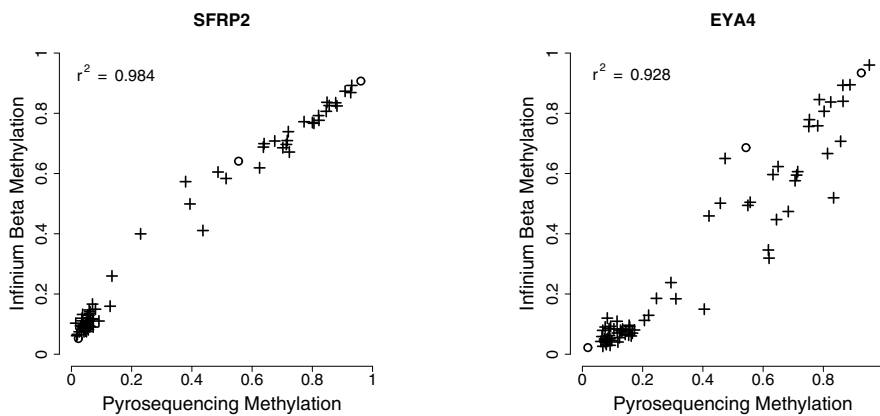 SFRP2
r² = 0.984
Infinium Beta Methylation
0
0.2
0.4
0.6
0.8
1
0
0.2
0.4
0.6
0.8
1
Pyrosequencing Methylation
EYA4
r² = 0.928
Infinium Beta Methylation
0
0.2
0.4
0.6
0.8
1
0
0.2
0.4
0.6
0.8
Pyrosequencing Methylation